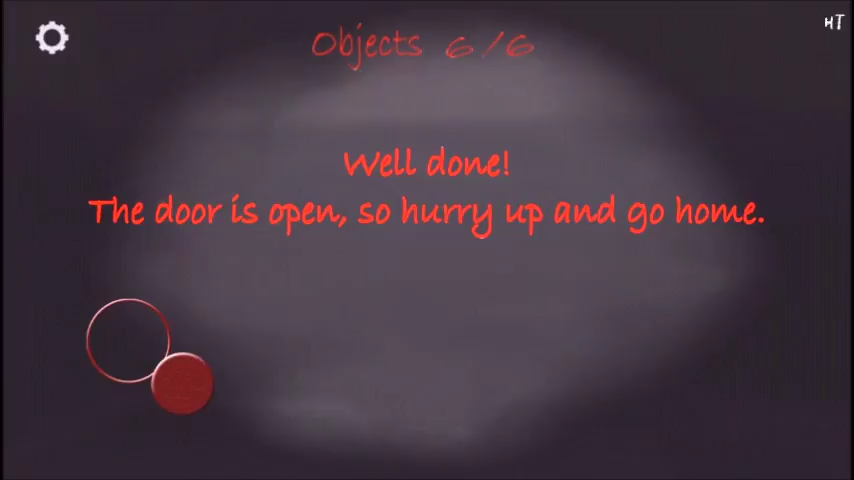 Objects 6/6
HT
Well done!
The door is open, so hurry up and go home.